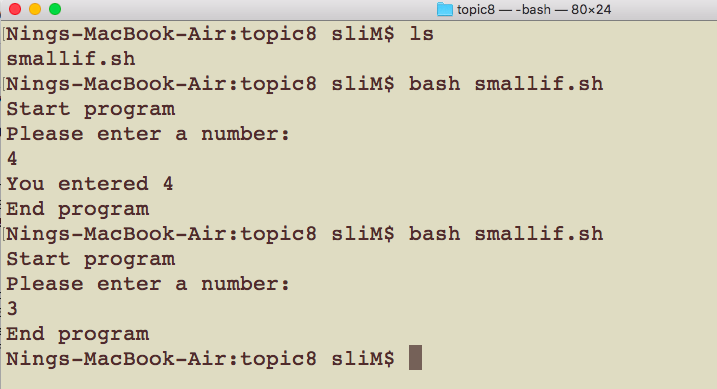 topic8 — -bash — 80×24
Nings-MacBook-Air:topic8 sliM$ ls
smallif.sh
Nings-MacBook-Air:topic8 sliM$ bash smallif.sh
Start program
Please enter a number:
4
You entered 4
End program
Nings-MacBook-Air:topic8 sliM$ bash smallif.sh
Start program
Please enter a number:
3
End program
Nings-MacBook-Air:topic8 sliM$